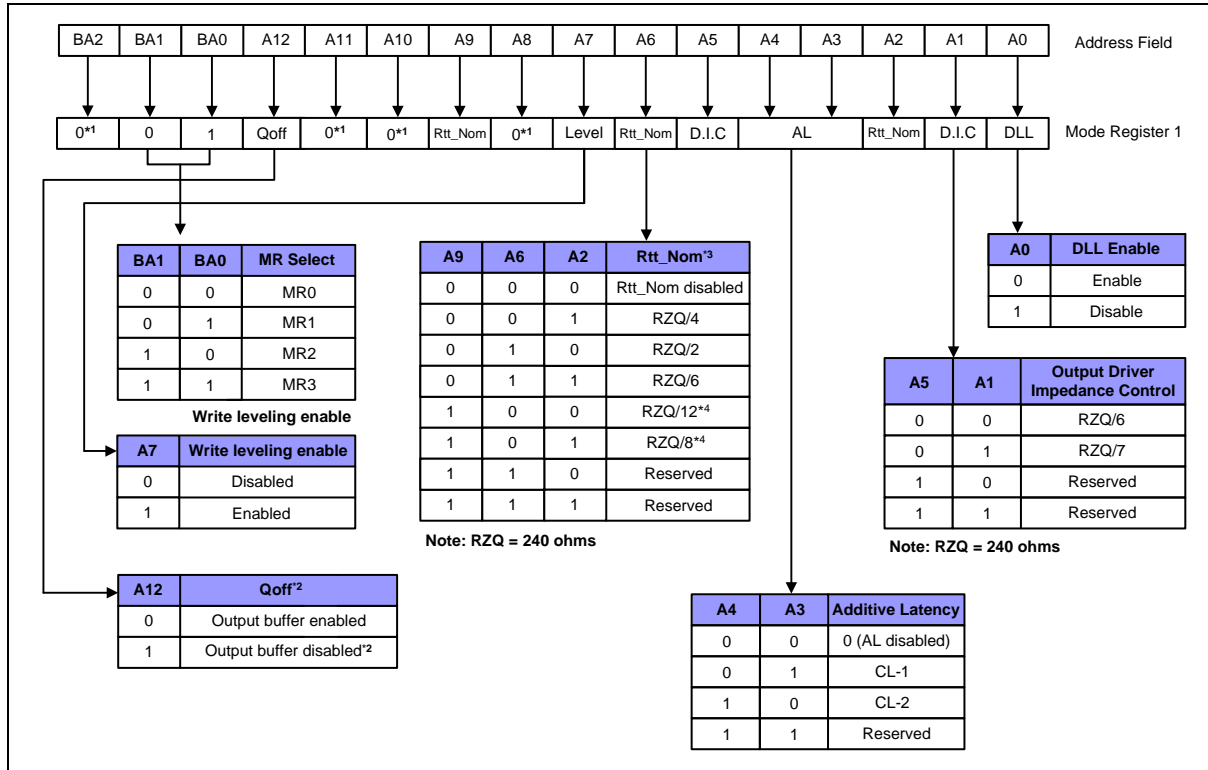 BA2 BA1 BA0 A12 A11 A10 A9 A8 A7 A6 A5 A4 A3 A2 A1 A0 Address Field
0*1 0 1 Qoff 0*1 0*1 Rtt_Nom 0*1 Level Rtt_Nom D.I.C AL Rtt_Nom D.I.C DLL Mode Register 1
BA1 BA0 MR Select
0 0 MR0
0 1 MR1
1 0 MR2
1 1 MR3
Write leveling enable
A7 Write leveling enable
0 Disabled
1 Enabled
A12 Qoff*2
0 Output buffer enabled
1 Output buffer disabled*2
A9 A6 A2 Rtt_Nom*3
0 0 0 Rtt_Nom disabled
0 0 1 RZQ/4
0 1 0 RZQ/2
0 1 1 RZQ/6
1 0 0 RZQ/12*4
1 0 1 RZQ/8*4
1 1 0 Reserved
1 1 1 Reserved
Note: RZQ = 240 ohms
A4 A3 Additive Latency
0 0 0 (AL disabled)
0 1 CL-1
1 0 CL-2
1 1 Reserved
A0 DLL Enable
0 Enable
1 Disable
A5 A1 Output Driver
Impedance Control
0 0 RZQ/6
0 1 RZQ/7
1 0 Reserved
1 1 Reserved
Note: RZQ = 240 ohms